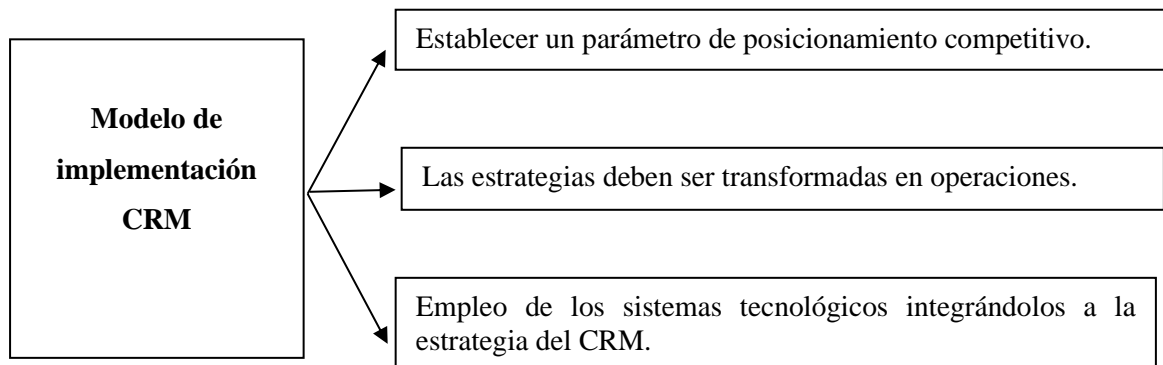 Modelo de
implementación
CRM
Establecer un parámetro de posicionamiento competitivo.
Las estrategias deben ser transformadas en operaciones.
Empleo de los sistemas tecnológicos integrándolos a la
estrategia del CRM.